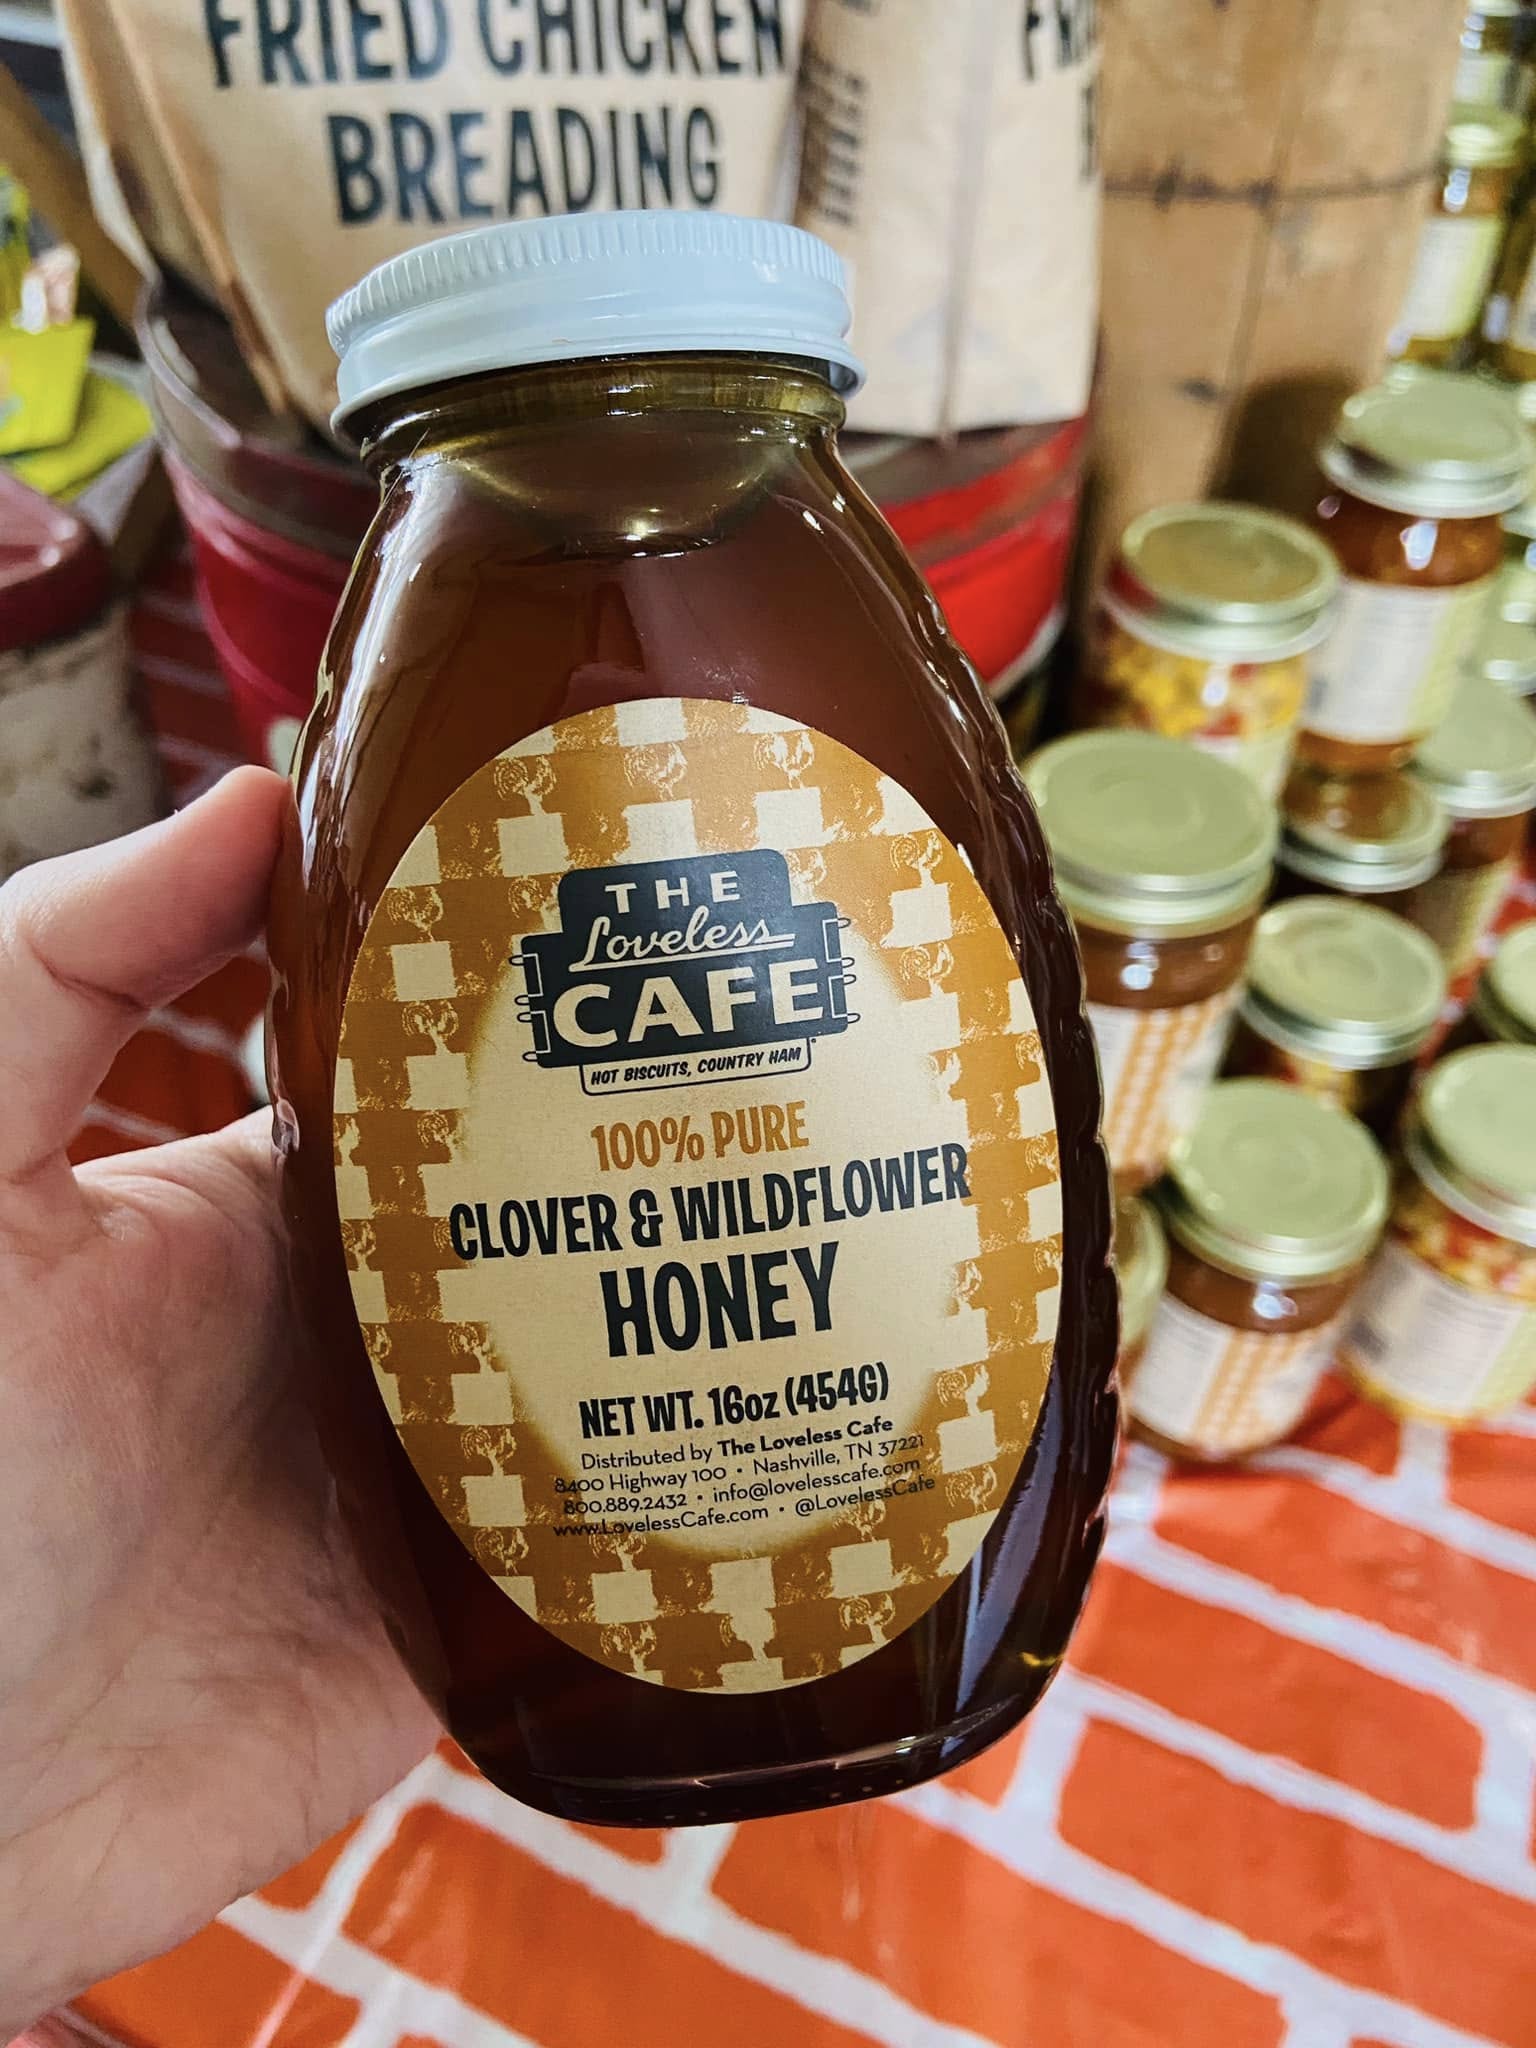 FRIED CHICKEN
BREADING
THE
Loveless
CAFE
HOT BISCUITS, COUNTRY HAM
100% PURE
CLOVER & WILDFLOWER
HONEY
NET WT. 16oz (454G)
Distributed by The Loveless Cafe
8400 Highway 100 • Nashville, TN 37221
800.889.2432 • info@lovelesscafe.com
www.LovelessCafe.com • @LovelessCafe